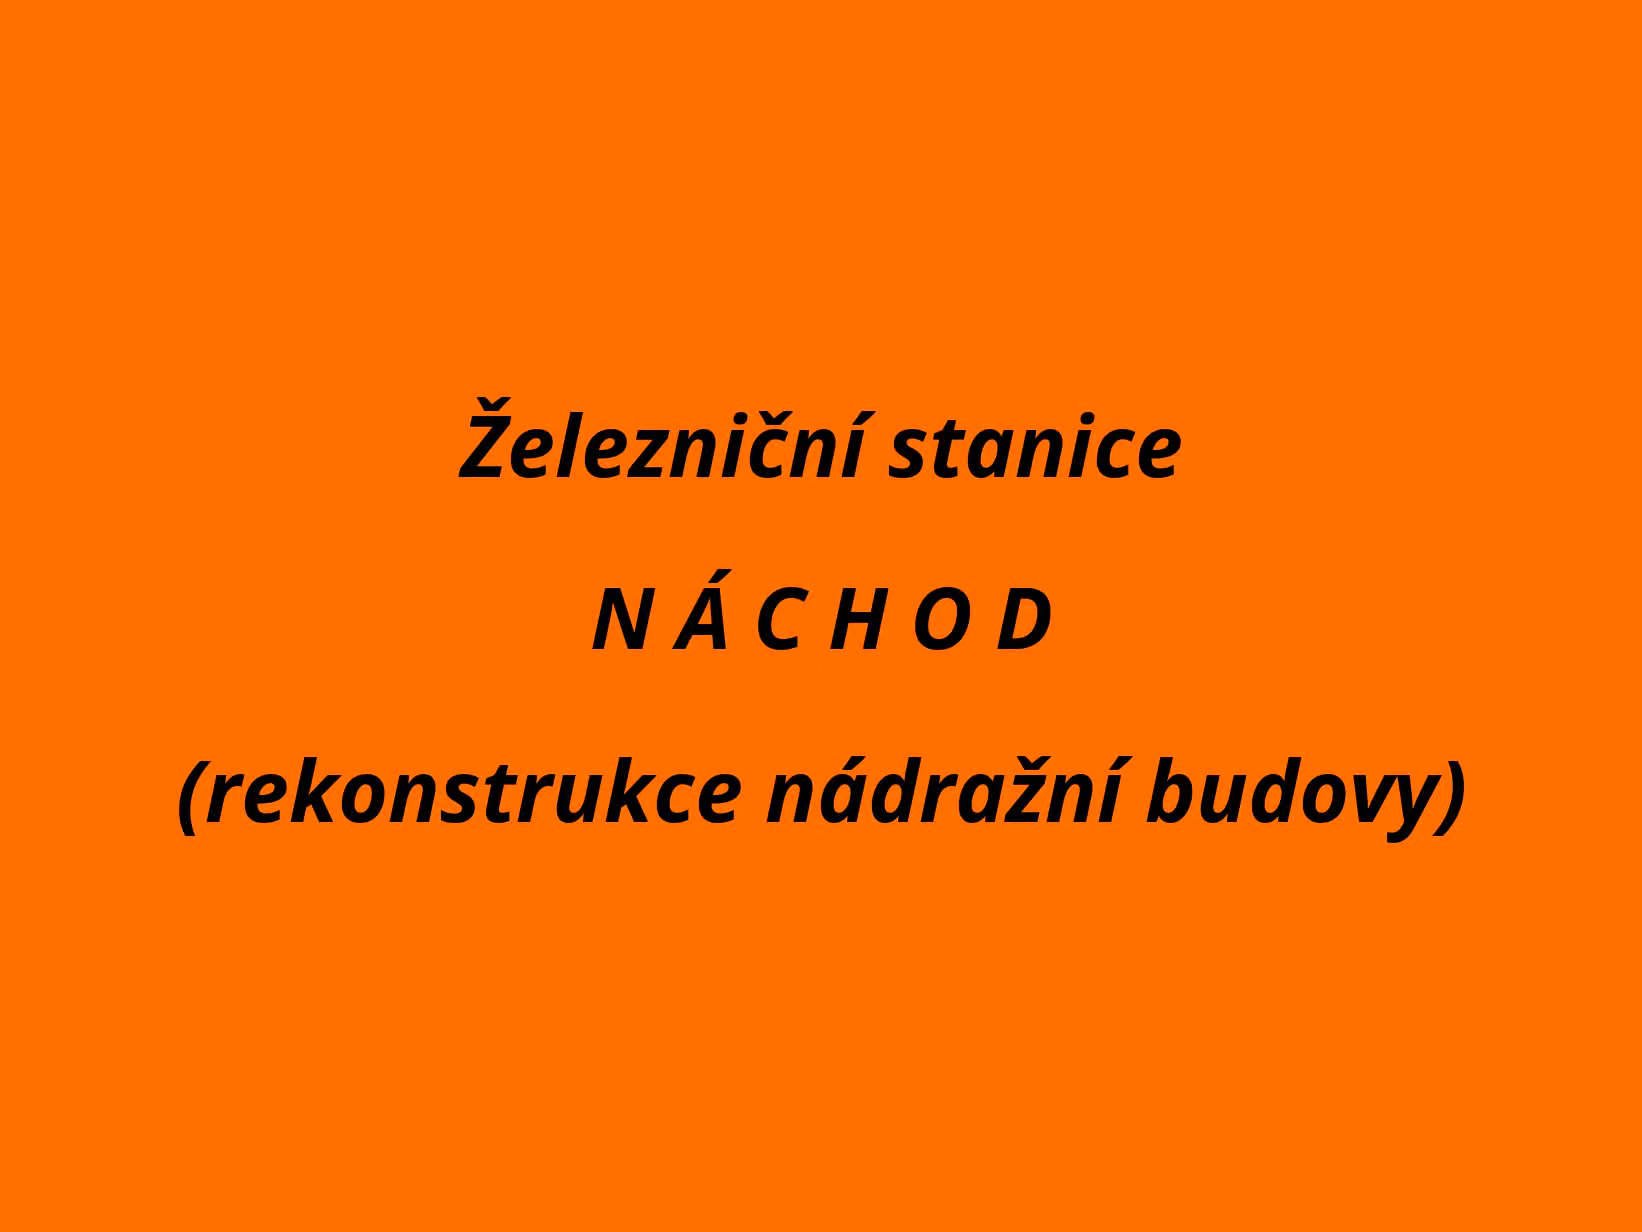 Železniční stanice
N Á C H O D
(rekonstrukce nádražní budovy)